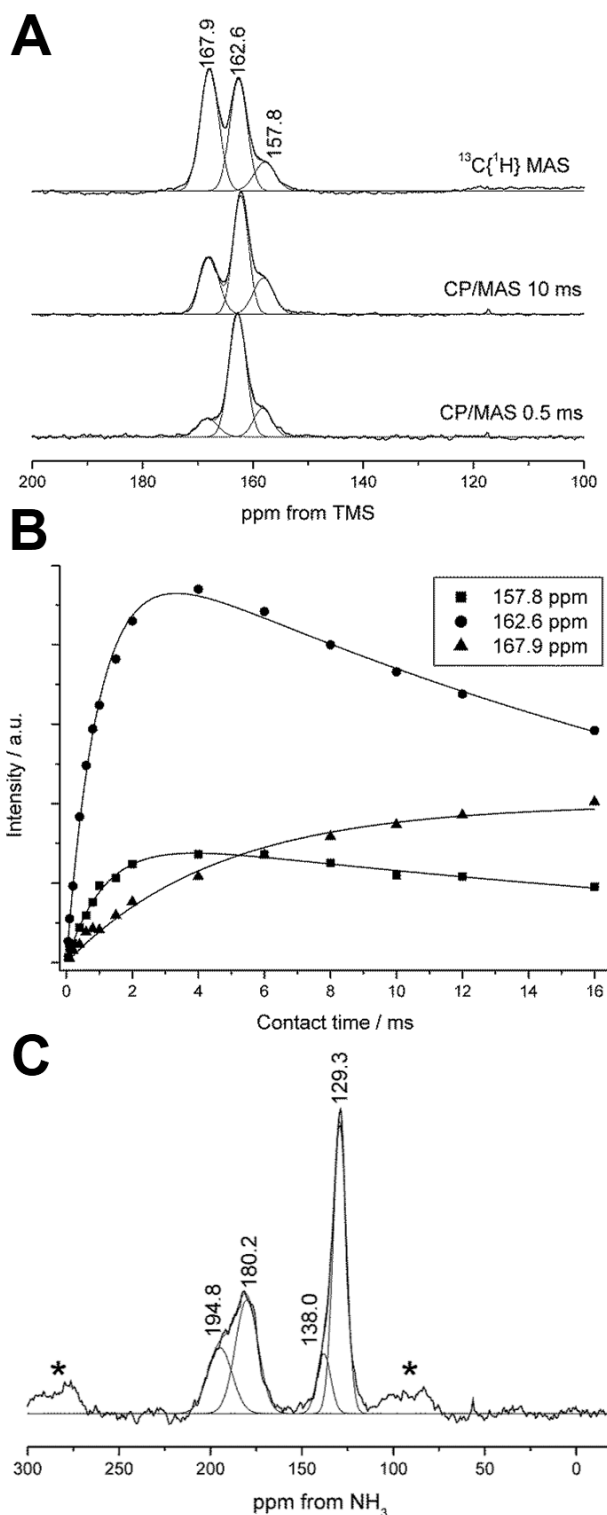 A
167.9
162.6
157.8
¹³C{¹H} MAS
CP/MAS 10 ms
CP/MAS 0.5 ms
200 180 160 140 120 100
ppm from TMS
B
157.8 ppm
162.6 ppm
167.9 ppm
Intensity / a.u.
0 2 4 6 8 10 12 14 16
Contact time / ms
C
129.3
194.8
180.2
138.0
* *
300 250 200 150 100 50 0
ppm from NH₃